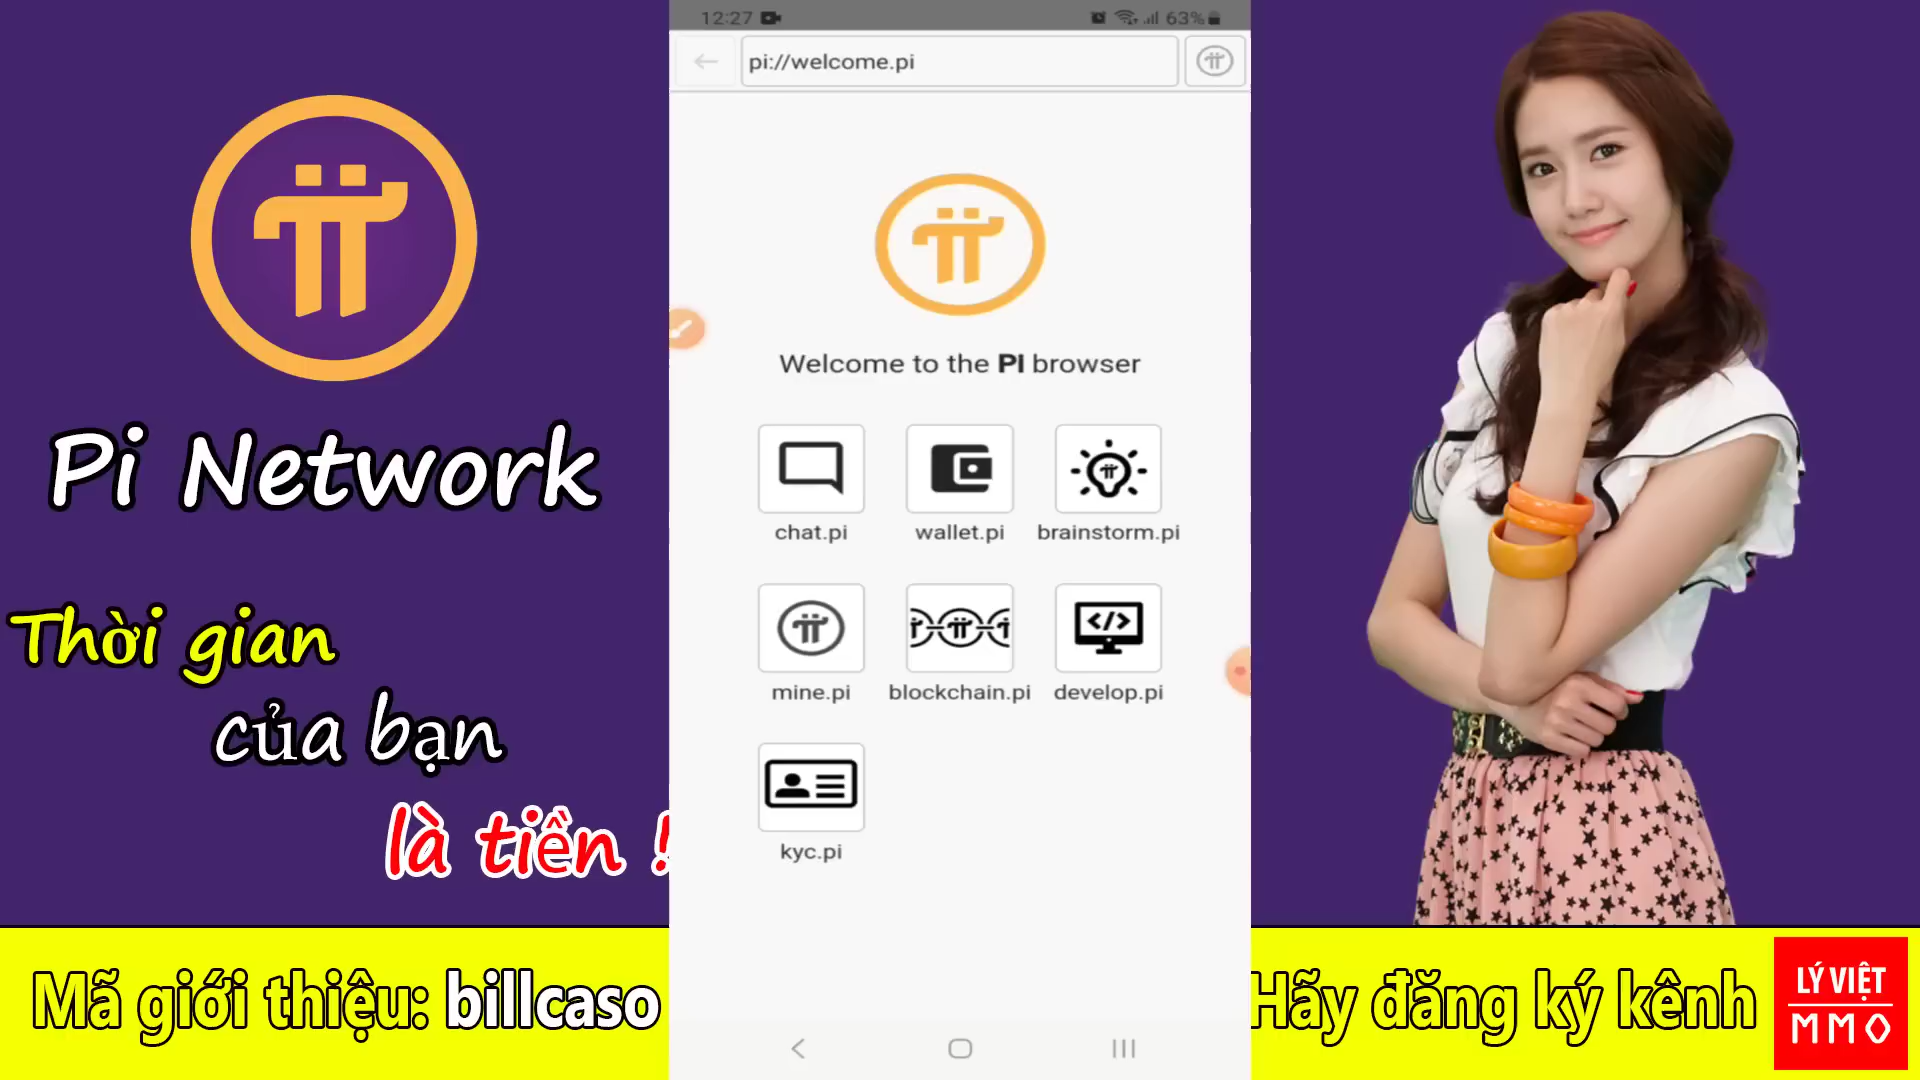 Pi Network
Thời gian
của bạn
là tiền !
Mã giới thiệu: billcaso
12:27
63%
pi://welcome.pi
Welcome to the PI browser
chat.pi
wallet.pi
brainstorm.pi
mine.pi
blockchain.pi
develop.pi
kyc.pi
Hãy đăng ký kênh
LÝ VIỆT
MMO